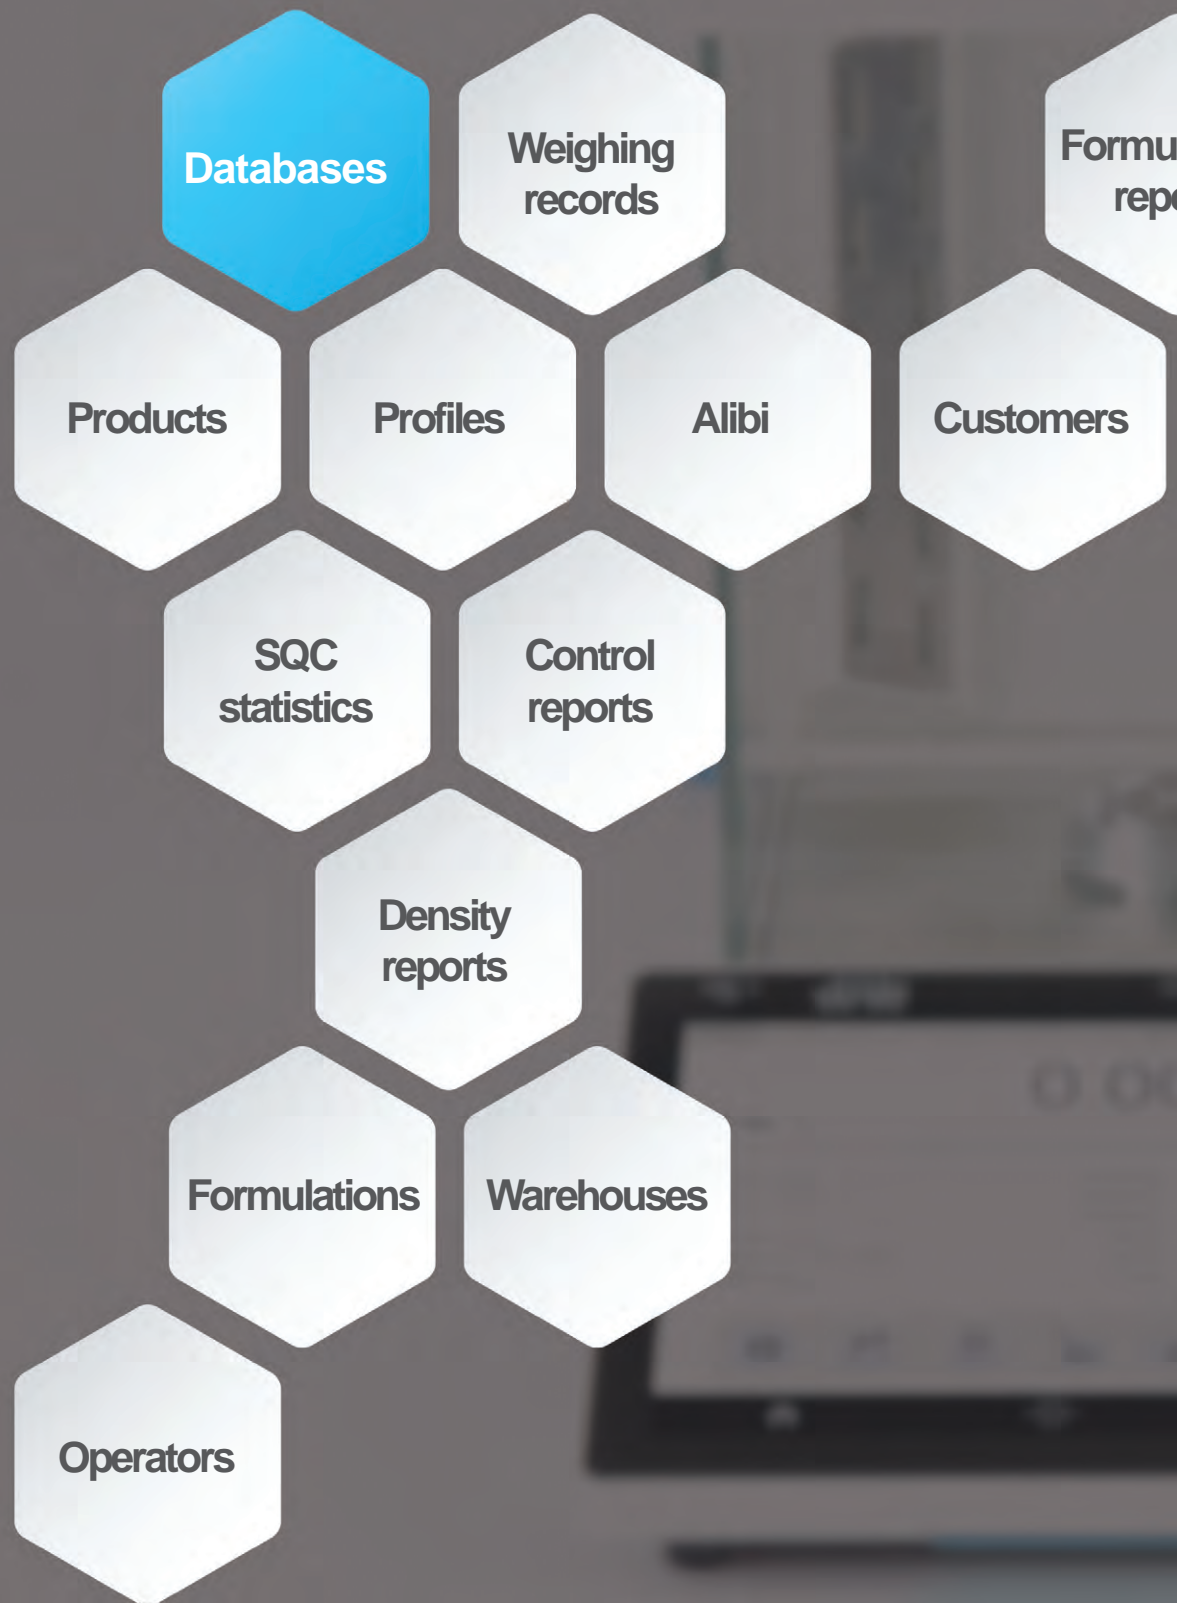 Databases
Weighing
records
Products
Profiles
Alibi
Customers
SQC
statistics
Control
reports
Density
reports
Formulations
Warehouses
Operators